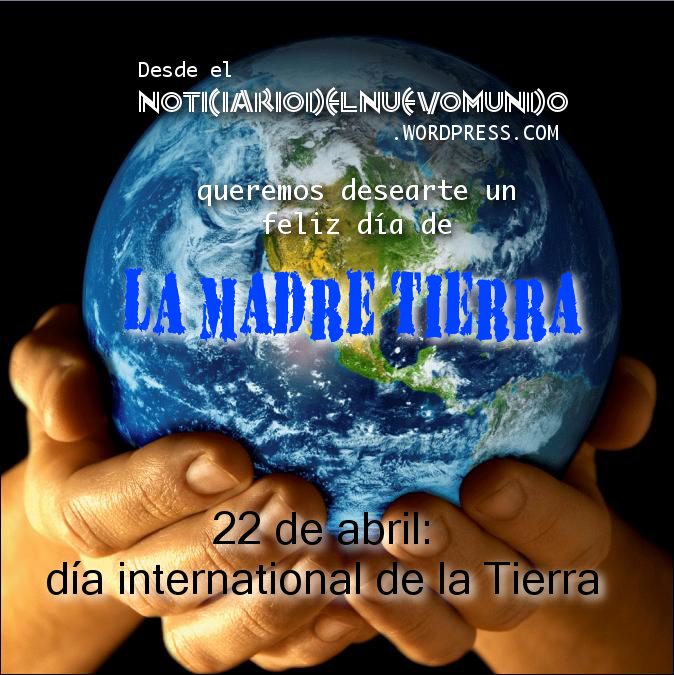 Desde el
NOTICIARIODELNUEVOMUNDO
.WORDPRESS.COM
queremos desearte un
feliz día de
LA MADRE TIERRA
22 de abril:
día international de la Tierra